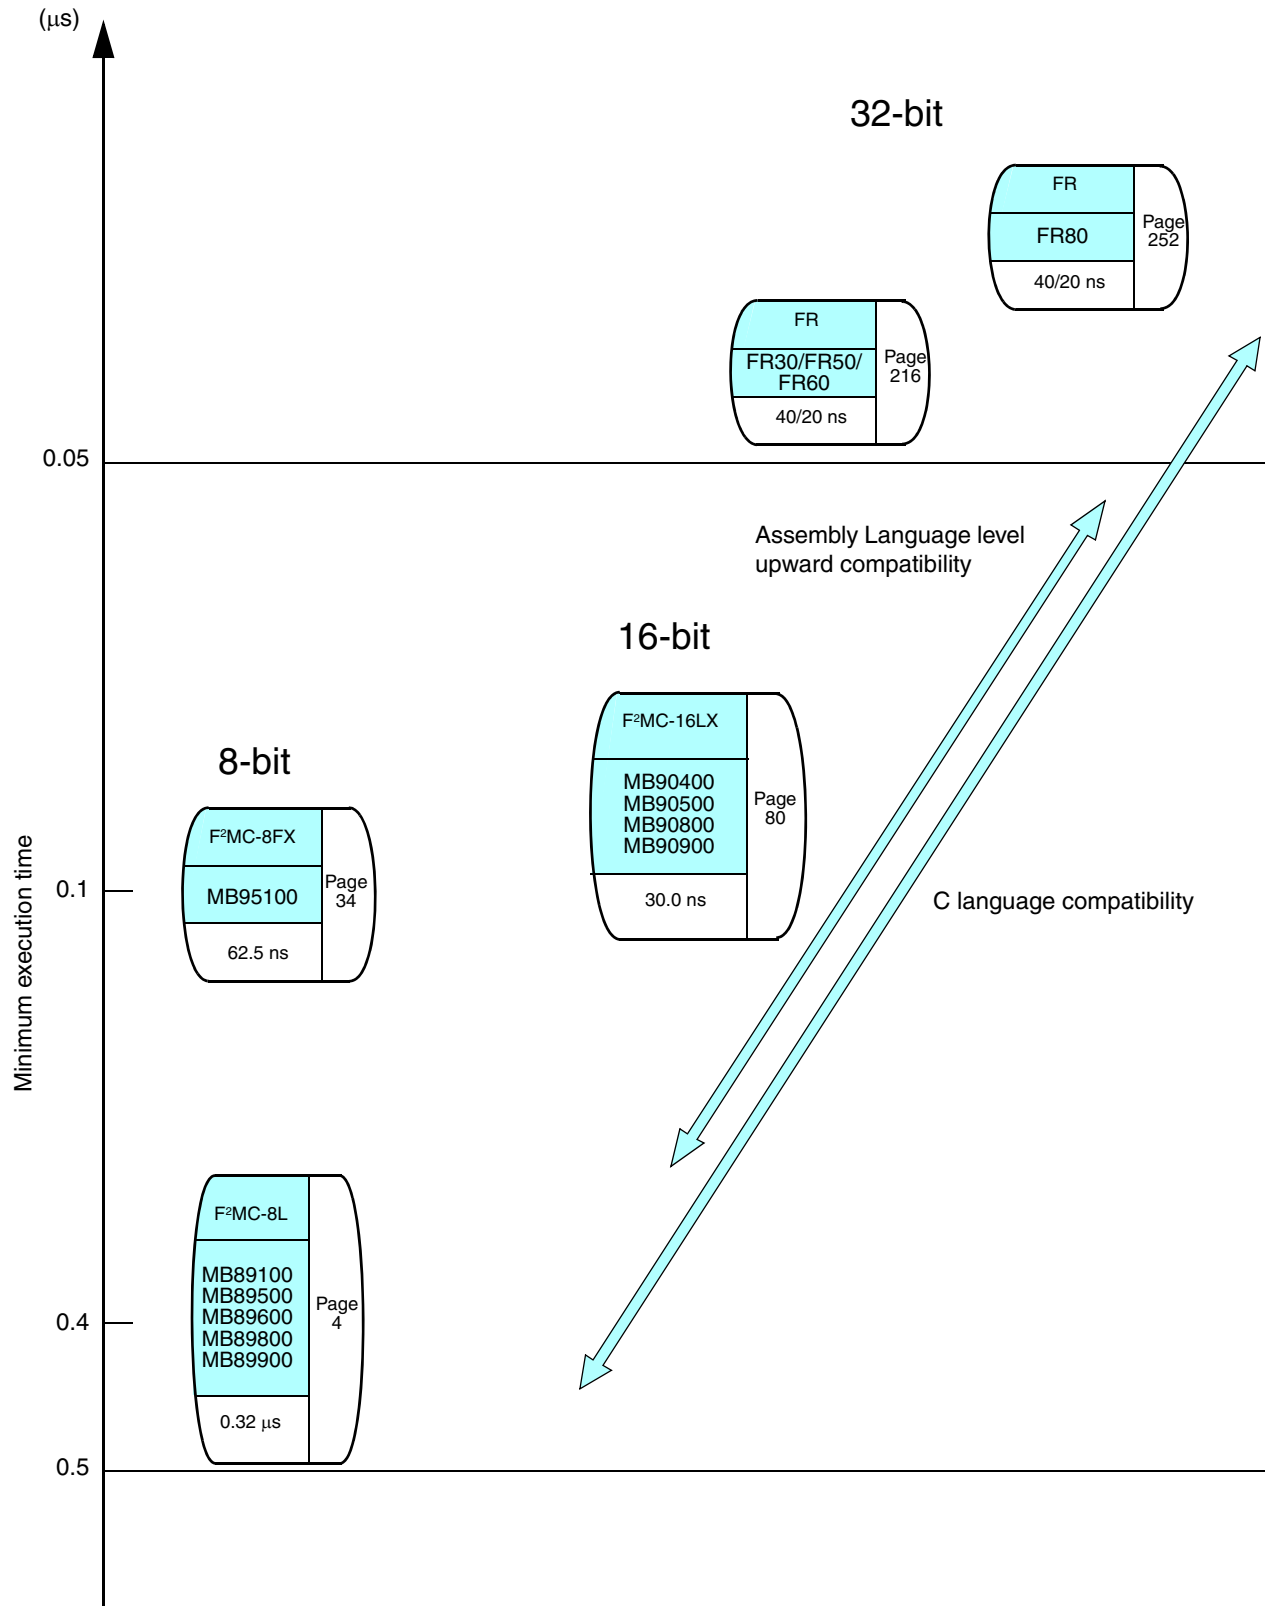 (μs)
32-bit
FR
FR80
40/20 ns
Page
252
FR
FR30/FR50/
FR60
40/20 ns
Page
216
0.05
Assembly Language level
upward compatibility
16-bit
F²MC-16LX
MB90400
MB90500
MB90800
MB90900
30.0 ns
Page
80
8-bit
F²MC-8FX
MB95100
62.5 ns
Page
34
Minimum execution time
0.1
C language compatibility
F²MC-8L
MB89100
MB89500
MB89600
MB89800
MB89900
0.32 μs
Page
4
0.4
0.5